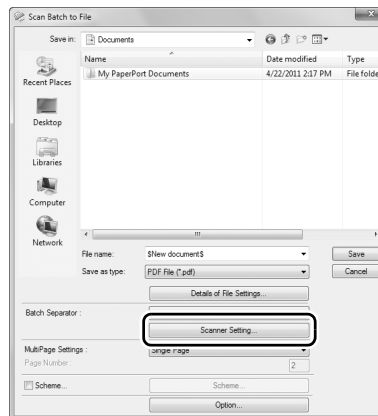 Scan Batch to File
Save in: Documents
Name Date modified Type
My PaperPort Documents 4/22/2011 2:17 PM File folde
Recent Places
Desktop
Libraries
Computer
Network
File name: $New document$ Save
Save as type: PDF File (*.pdf) Cancel
Details of File Settings...
Batch Separator :
Scanner Setting...
MultiPage Settings : Single Page
Page Number : 2
Scheme... Scheme...
Option...